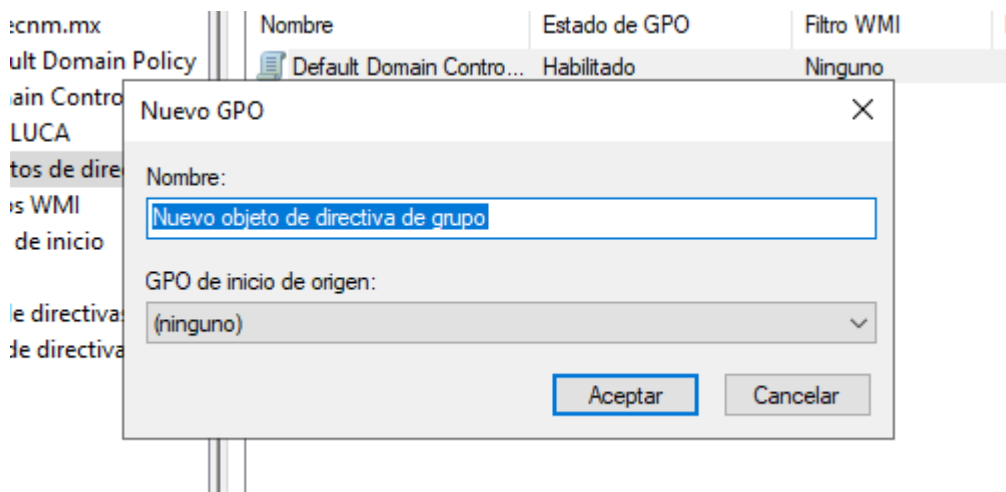 ecnm.mx
ult Domain Policy
ain Contro
LUCA
tos de dire
os WMI
de inicio
e directivas
de directiva
Nombre Estado de GPO Filtro WMI
Default Domain Contro... Habilitado Ninguno
Nuevo GPO
Nombre:
Nuevo objeto de directiva de grupo
GPO de inicio de origen:
(ninguno)
Aceptar Cancelar